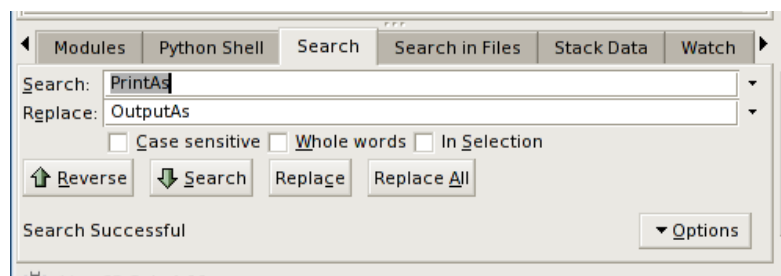 Modules Python Shell Search Search in Files Stack Data Watch
Search: PrintAs
Replace: OutputAs
Case sensitive Whole words In Selection
Reverse Search Replace Replace All
Search Successful Options